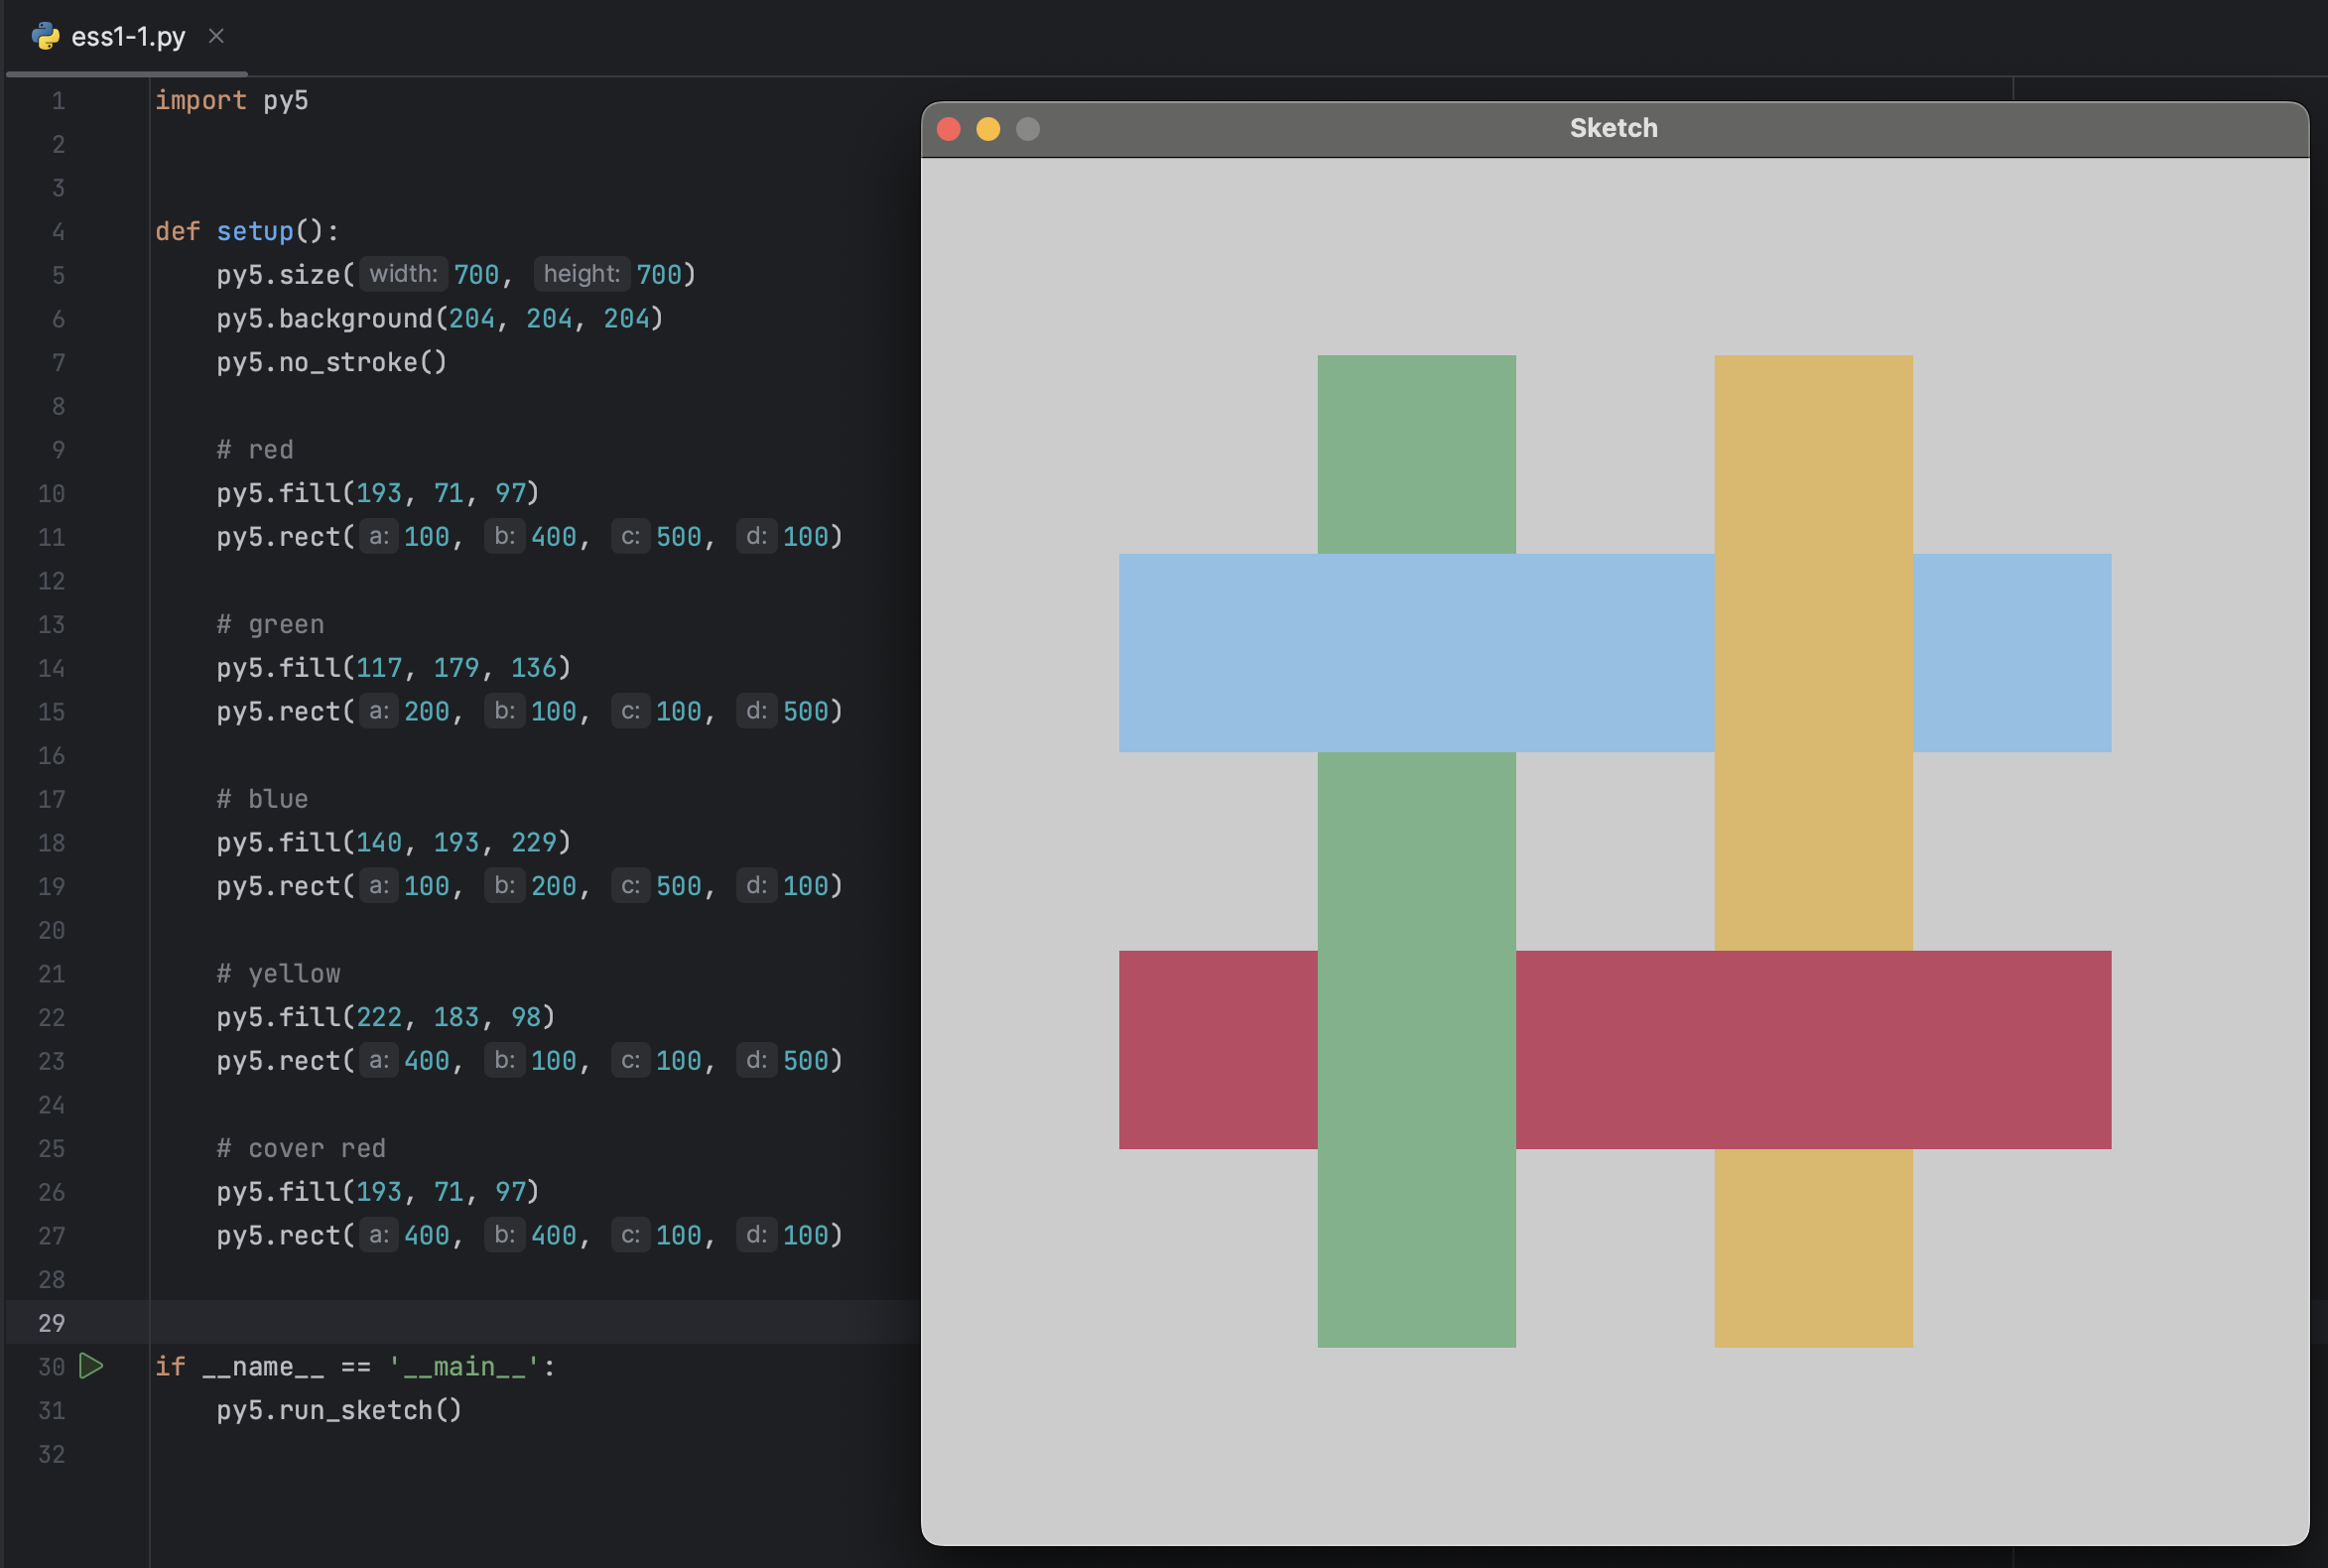 ess1-1.py
1 import py5
2
3
4 def setup():
5 py5.size( width: 700, height: 700)
6 py5.background(204, 204, 204)
7 py5.no_stroke()
8
9 # red
10 py5.fill(193, 71, 97)
11 py5.rect( a: 100, b: 400, c: 500, d: 100)
12
13 # green
14 py5.fill(117, 179, 136)
15 py5.rect( a: 200, b: 100, c: 100, d: 500)
16
17 # blue
18 py5.fill(140, 193, 229)
19 py5.rect( a: 100, b: 200, c: 500, d: 100)
20
21 # yellow
22 py5.fill(222, 183, 98)
23 py5.rect( a: 400, b: 100, c: 100, d: 500)
24
25 # cover red
26 py5.fill(193, 71, 97)
27 py5.rect( a: 400, b: 400, c: 100, d: 100)
28
29
30 if __name__ == '__main__':
31 py5.run_sketch()
32
Sketch